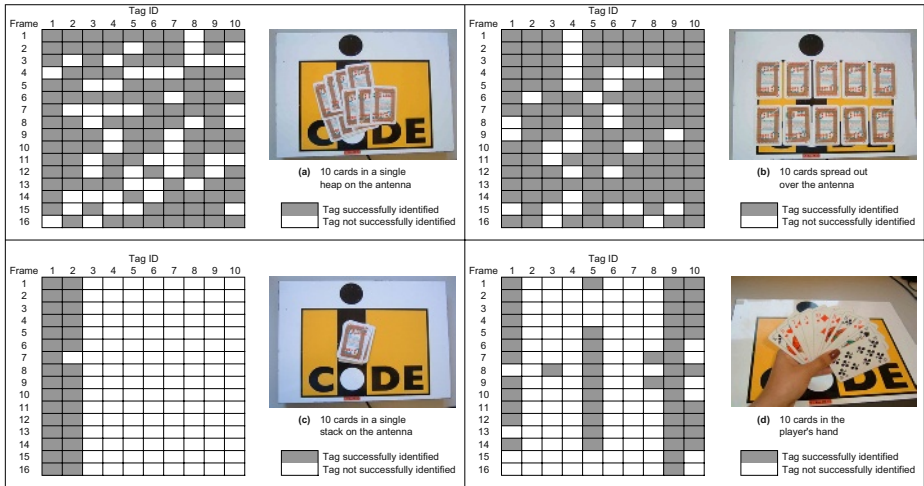 Tag ID
Frame 1 2 3 4 5 6 7 8 9 10
1
2
3
4
5
6
7
8
9
10
11
12
13
14
15
16
CODE
(a) 10 cards in a single
heap on the antenna
Tag successfully identified
Tag not successfully identified
Tag ID
Frame 1 2 3 4 5 6 7 8 9 10
1
2
3
4
5
6
7
8
9
10
11
12
13
14
15
16
(b) 10 cards spread out
over the antenna
Tag successfully identified
Tag not successfully identified
Tag ID
Frame 1 2 3 4 5 6 7 8 9 10
1
2
3
4
5
6
7
8
9
10
11
12
13
14
15
16
CODE
(c) 10 cards in a single
stack on the antenna
Tag successfully identified
Tag not successfully identified
Tag ID
Frame 1 2 3 4 5 6 7 8 9 10
1
2
3
4
5
6
7
8
9
10
11
12
13
14
15
16
CODE
(d) 10 cards in the
player's hand
Tag successfully identified
Tag not successfully identified